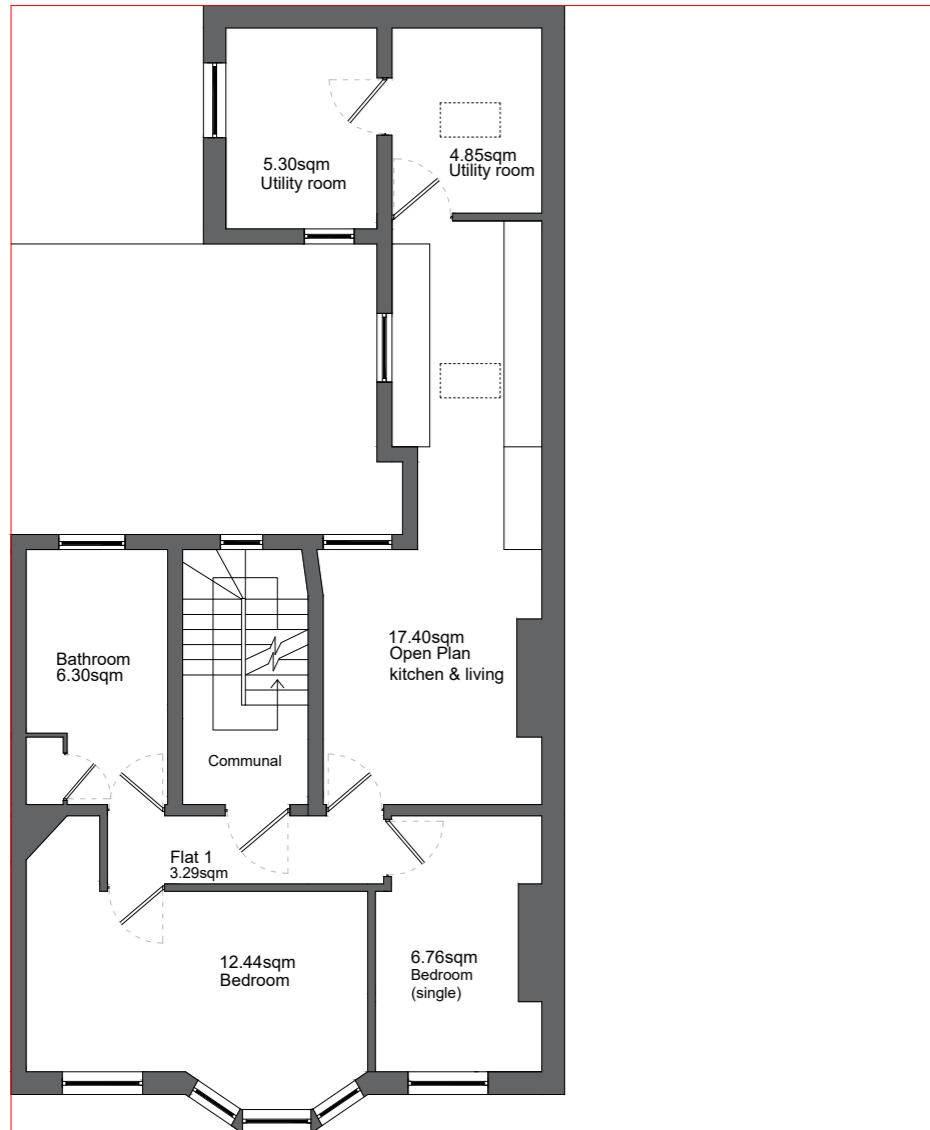 5.30sqm
Utility room
4.85sqm
Utility room
17.40sqm
Open Plan
kitchen & living
Bathroom
6.30sqm
Communal
Flat 1
3.29sqm
12.44sqm
Bedroom
6.76sqm
Bedroom
(single)